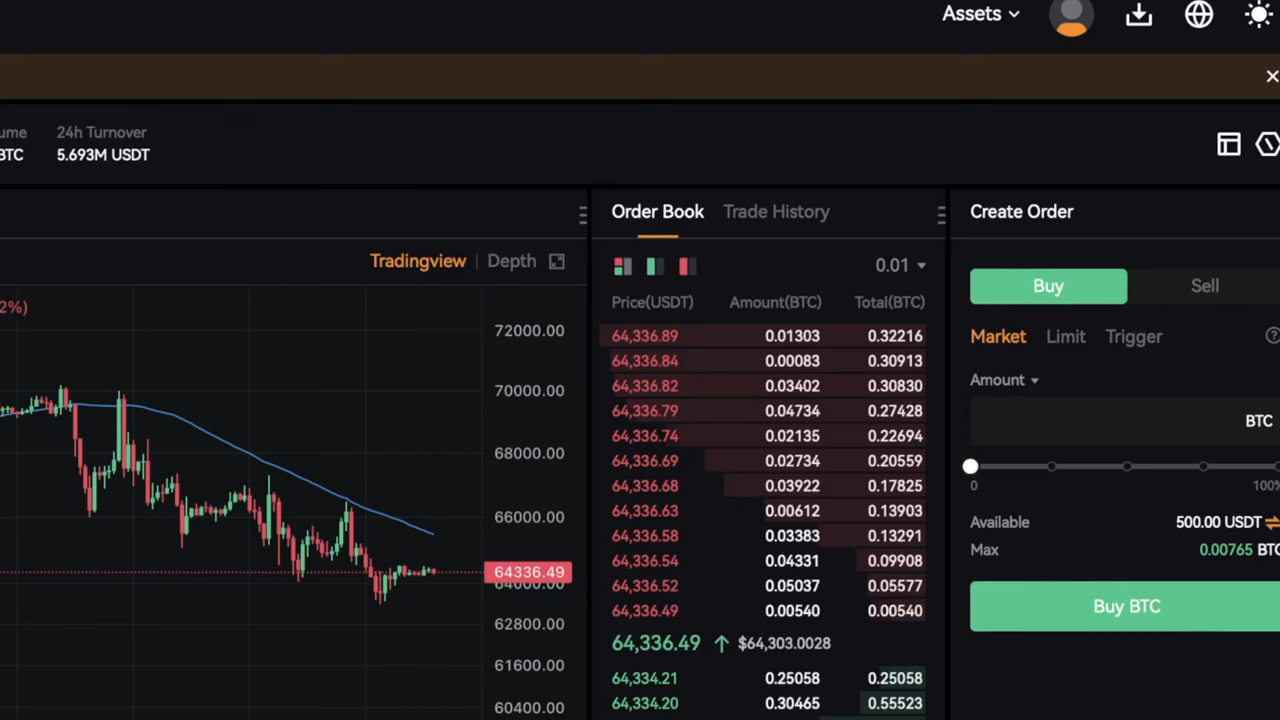 Assets
ume
24h Turnover
BTC
5.693M USDT
Order Book
Trade History
Create Order
Tradingview
Depth
0.01
Buy
Sell
Price(USDT)
Amount(BTC)
Total(BTC)
2%)
Market
Limit
Trigger
72000.00
70000.00
68000.00
66000.00
64336.49
64000.00
62800.00
61600.00
60400.00
64,336.89 0.01303 0.32216
64,336.84 0.00083 0.30913
64,336.82 0.03402 0.30830
64,336.79 0.04734 0.27428
64,336.74 0.02135 0.22694
64,336.69 0.02734 0.20559
64,336.68 0.03922 0.17825
64,336.63 0.00612 0.13903
64,336.58 0.03383 0.13291
64,336.54 0.04331 0.09908
64,336.52 0.05037 0.05577
64,336.49 0.00540 0.00540
64,336.49 ↑ $64,303.0028
64,334.21 0.25058 0.25058
64,334.20 0.30465 0.55523
Amount
BTC
0
100%
Available
500.00 USDT
Max
0.00765 BTC
Buy BTC